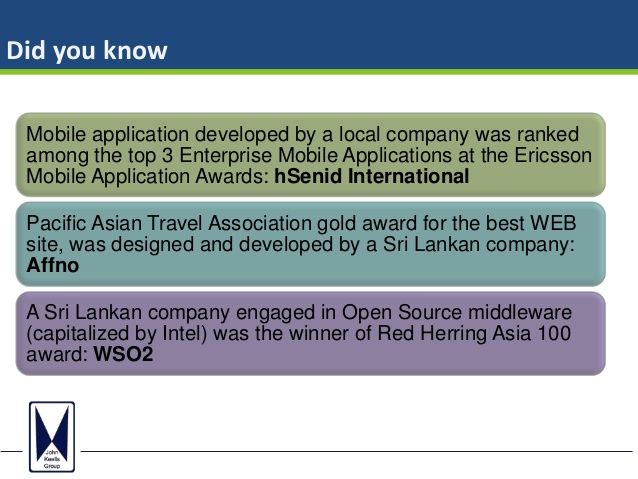 Did you know
Mobile application developed by a local company was ranked
among the top 3 Enterprise Mobile Applications at the Ericsson
Mobile Application Awards: hSenid International
Pacific Asian Travel Association gold award for the best WEB
site, was designed and developed by a Sri Lankan company:
Affno
A Sri Lankan company engaged in Open Source middleware
(capitalized by Intel) was the winner of Red Herring Asia 100
award: WSO2
John
Keells
Group